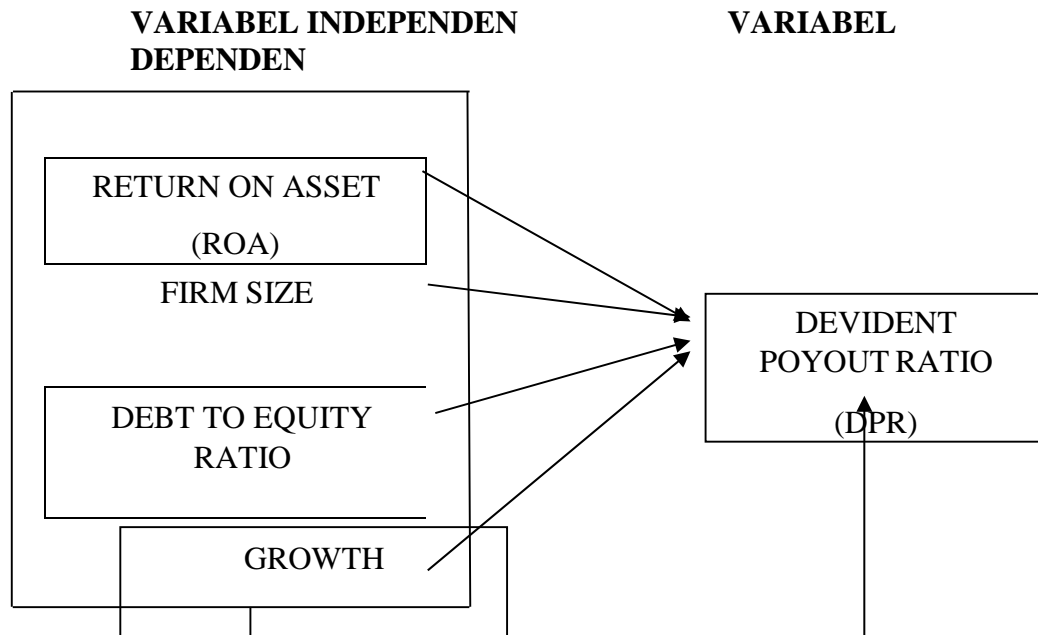 VARIABEL INDEPENDEN VARIABEL
DEPENDEN
RETURN ON ASSET
(ROA)
FIRM SIZE
DEBT TO EQUITY
RATIO
GROWTH
DEVIDENT
POYOUT RATIO
(DPR)